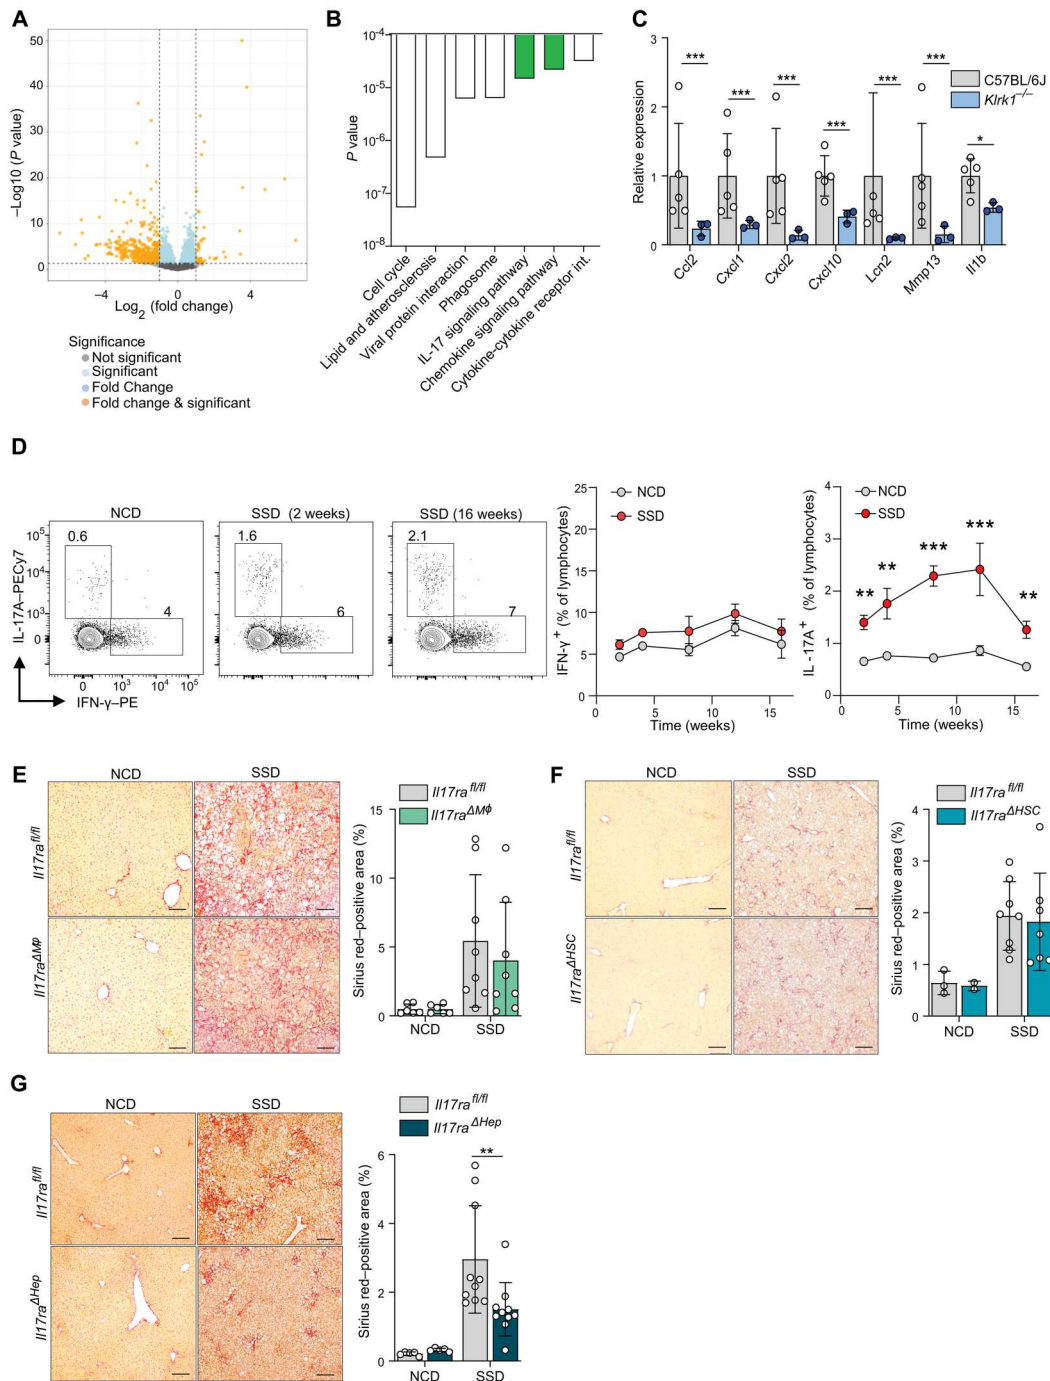 A
50
40
30
20
10
0
−Log10 (P value)
−4
0
4
Log2 (fold change)
Significance
Not significant
Significant
Fold Change
Fold change & significant
B
10-4
10-5
10-6
10-7
10-8
P value
Cell cycle
Lipid and atherosclerosis
Viral protein interaction
Phagosome
IL-17 signaling pathway
Chemokine signaling pathway
Cytokine-cytokine receptor int.
C
3
2
1
0
Relative expression
***
***
***
***
***
***
*
C57BL/6J
Klrk1−/−
Ccl2
Cxcl1
Cxcl2
Cxcl10
Lcn2
Mmp13
Il1b
D
NCD
SSD (2 weeks)
SSD (16 weeks)
0.6
4
1.6
6
2.1
7
105
104
103
0
IL-17A–PECy7
0
103
105
0
103
104
105
0
103
104
105
IFN-γ–PE
25
20
15
10
5
0
IFN-γ+ (% of lymphocytes)
NCD
SSD
0
5
10
15
Time (weeks)
4
3
2
1
0
IL-17A+ (% of lymphocytes)
NCD
SSD
**
**
***
***
**
0
5
10
15
Time (weeks)
E
NCD
SSD
Il17rafl/fl
Il17raΔMϕ
Il17rafl/fl
Il17raΔMϕ
15
10
5
0
Sirius red–positive area (%)
NCD
SSD
F
NCD
SSD
Il17rafl/fl
Il17raΔHSC
Il17rafl/fl
Il17raΔHSC
4
3
2
1
0
Sirius red–positive area (%)
NCD
SSD
G
NCD
SSD
Il17rafl/fl
Il17raΔHep
Il17rafl/fl
Il17raΔHep
6
4
2
0
Sirius red–positive area (%)
**
NCD
SSD